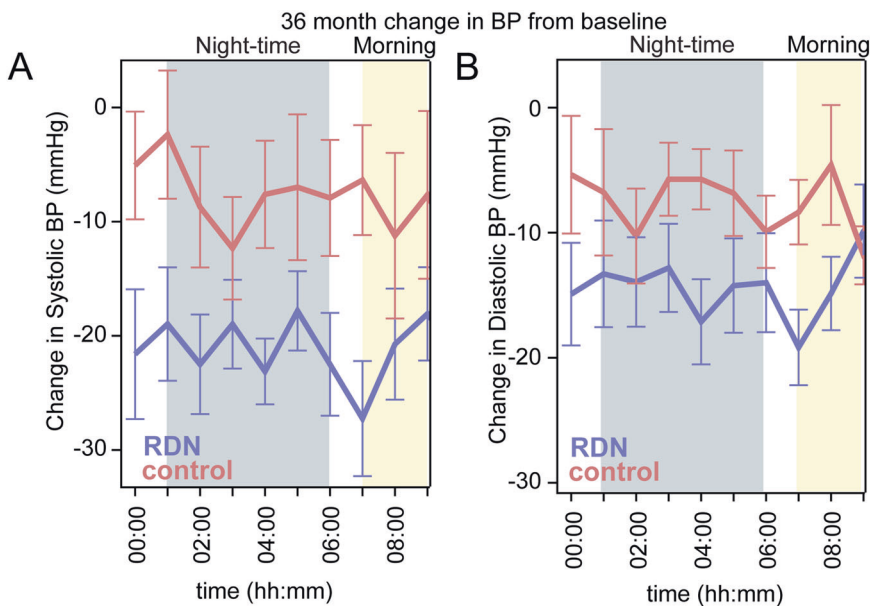 36 month change in BP from baseline
A
Night-time
Morning
Change in Systolic BP (mmHg)
0
-10
-20
-30
RDN
control
00:00
02:00
04:00
06:00
08:00
time (hh:mm)
B
Night-time
Morning
Change in Diastolic BP (mmHg)
0
-10
-20
-30
RDN
control
00:00
02:00
04:00
06:00
08:00
time (hh:mm)